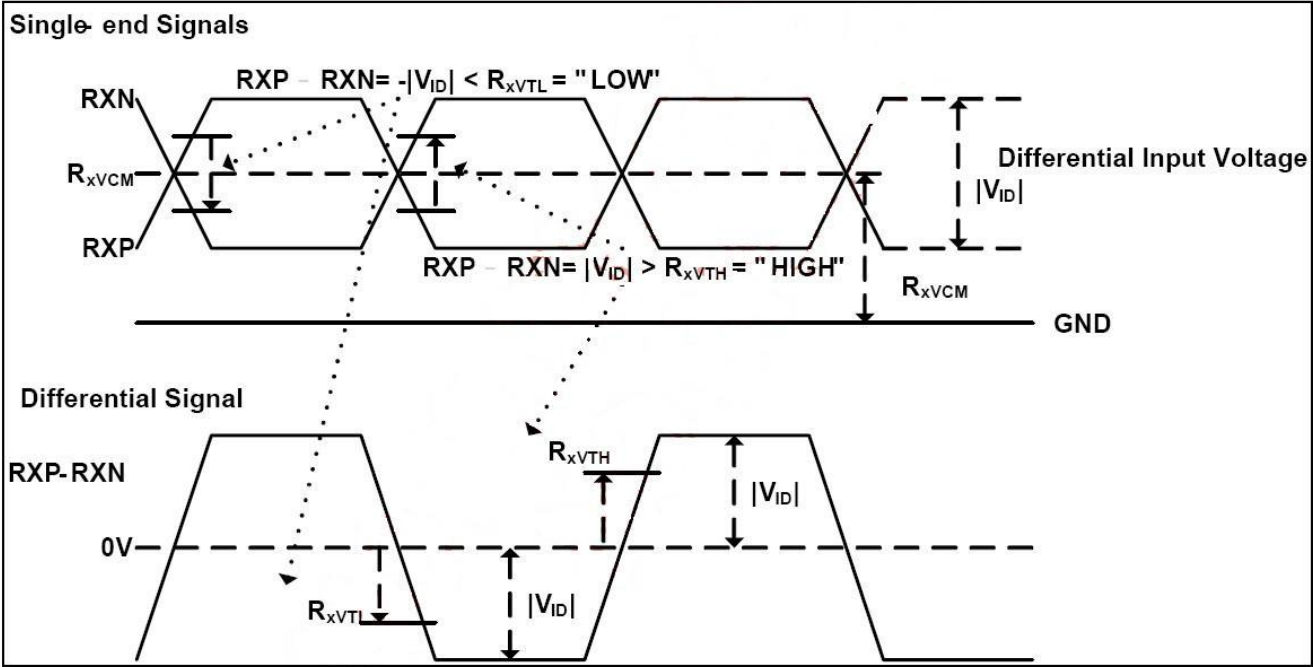 Single- end Signals
RXP - RXN= -|VID| < RxVTL = "LOW"
RXN
RxVCM
Differential Input Voltage
|VID|
RXP
RXP - RXN= |VID| > RxVTH = "HIGH"
RxVCM
GND
Differential Signal
RxVTH
RXP-RXN
|VID|
0V
RxVTL
|VID|